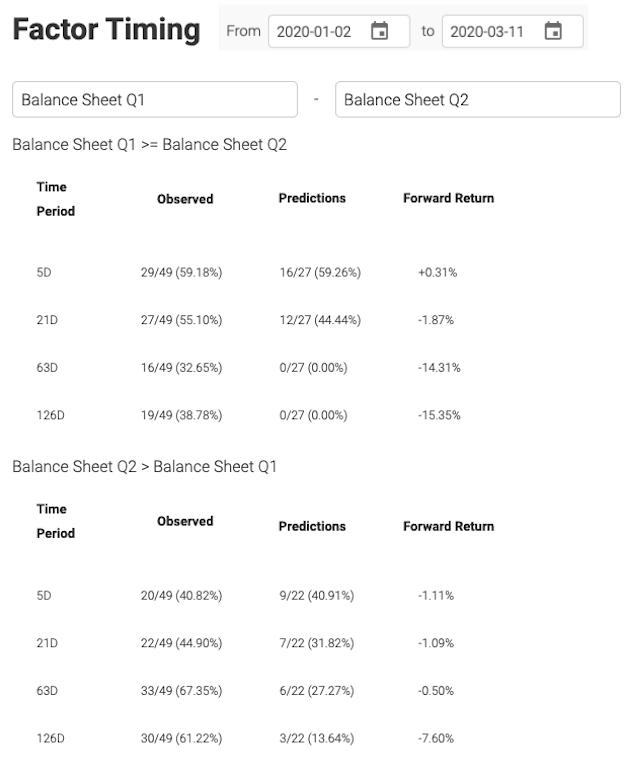 Factor Timing From 2020-01-02 to 2020-03-11
Balance Sheet Q1 - Balance Sheet Q2
Balance Sheet Q1 >= Balance Sheet Q2
Time Period Observed Predictions Forward Return
5D 29/49 (59.18%) 16/27 (59.26%) +0.31%
21D 27/49 (55.10%) 12/27 (44.44%) -1.87%
63D 16/49 (32.65%) 0/27 (0.00%) -14.31%
126D 19/49 (38.78%) 0/27 (0.00%) -15.35%
Balance Sheet Q2 > Balance Sheet Q1
Time Period Observed Predictions Forward Return
5D 20/49 (40.82%) 9/22 (40.91%) -1.11%
21D 22/49 (44.90%) 7/22 (31.82%) -1.09%
63D 33/49 (67.35%) 6/22 (27.27%) -0.50%
126D 30/49 (61.22%) 3/22 (13.64%) -7.60%